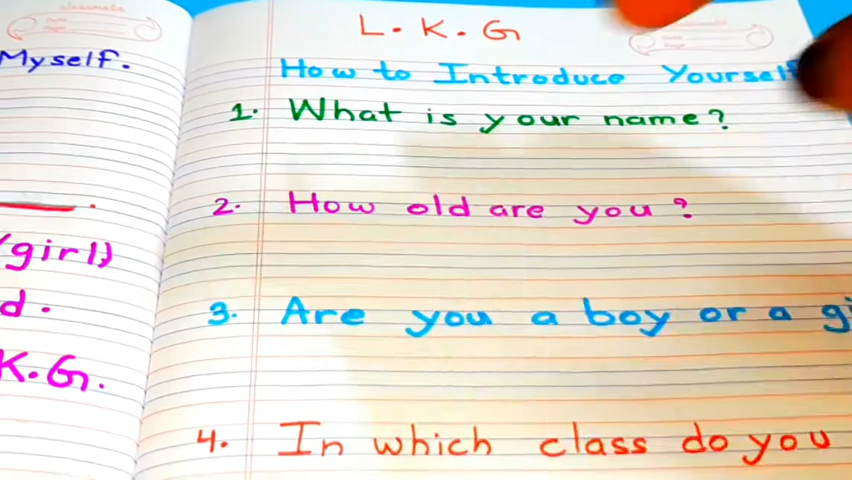 Myself.
(girl)
d.
K.G.
L.K.G
How to Introduce Yourself
1. What is your name?
2. How old are you?
3. Are you a boy or a gi
4. In which class do you